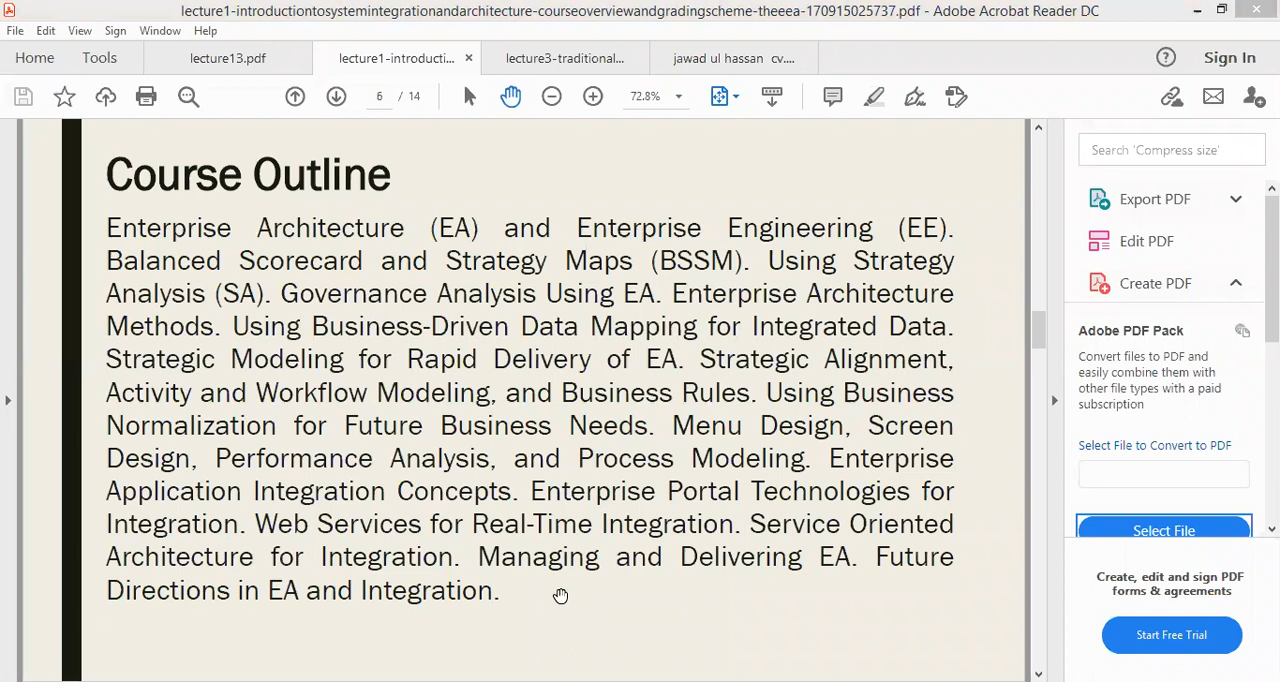 lecture1-introductiontosystemintegrationandarchitecture-courseoverviewandgradingscheme-theeea-170915025737.pdf - Adobe Acrobat Reader DC
File Edit View Sign Window Help
Home Tools lecture13.pdf lecture1-introducti... × lecture3-traditional... jawad ul hassan cv.... Sign In
6 / 14 72.8%
Search 'Compress size'
Course Outline
Enterprise Architecture (EA) and Enterprise Engineering (EE).
Balanced Scorecard and Strategy Maps (BSSM). Using Strategy
Analysis (SA). Governance Analysis Using EA. Enterprise Architecture
Methods. Using Business-Driven Data Mapping for Integrated Data.
Strategic Modeling for Rapid Delivery of EA. Strategic Alignment,
Activity and Workflow Modeling, and Business Rules. Using Business
Normalization for Future Business Needs. Menu Design, Screen
Design, Performance Analysis, and Process Modeling. Enterprise
Application Integration Concepts. Enterprise Portal Technologies for
Integration. Web Services for Real-Time Integration. Service Oriented
Architecture for Integration. Managing and Delivering EA. Future
Directions in EA and Integration.
Export PDF
Edit PDF
Create PDF
Adobe PDF Pack
Convert files to PDF and
easily combine them with
other file types with a paid
subscription
Select File to Convert to PDF
Select File
Create, edit and sign PDF
forms & agreements
Start Free Trial